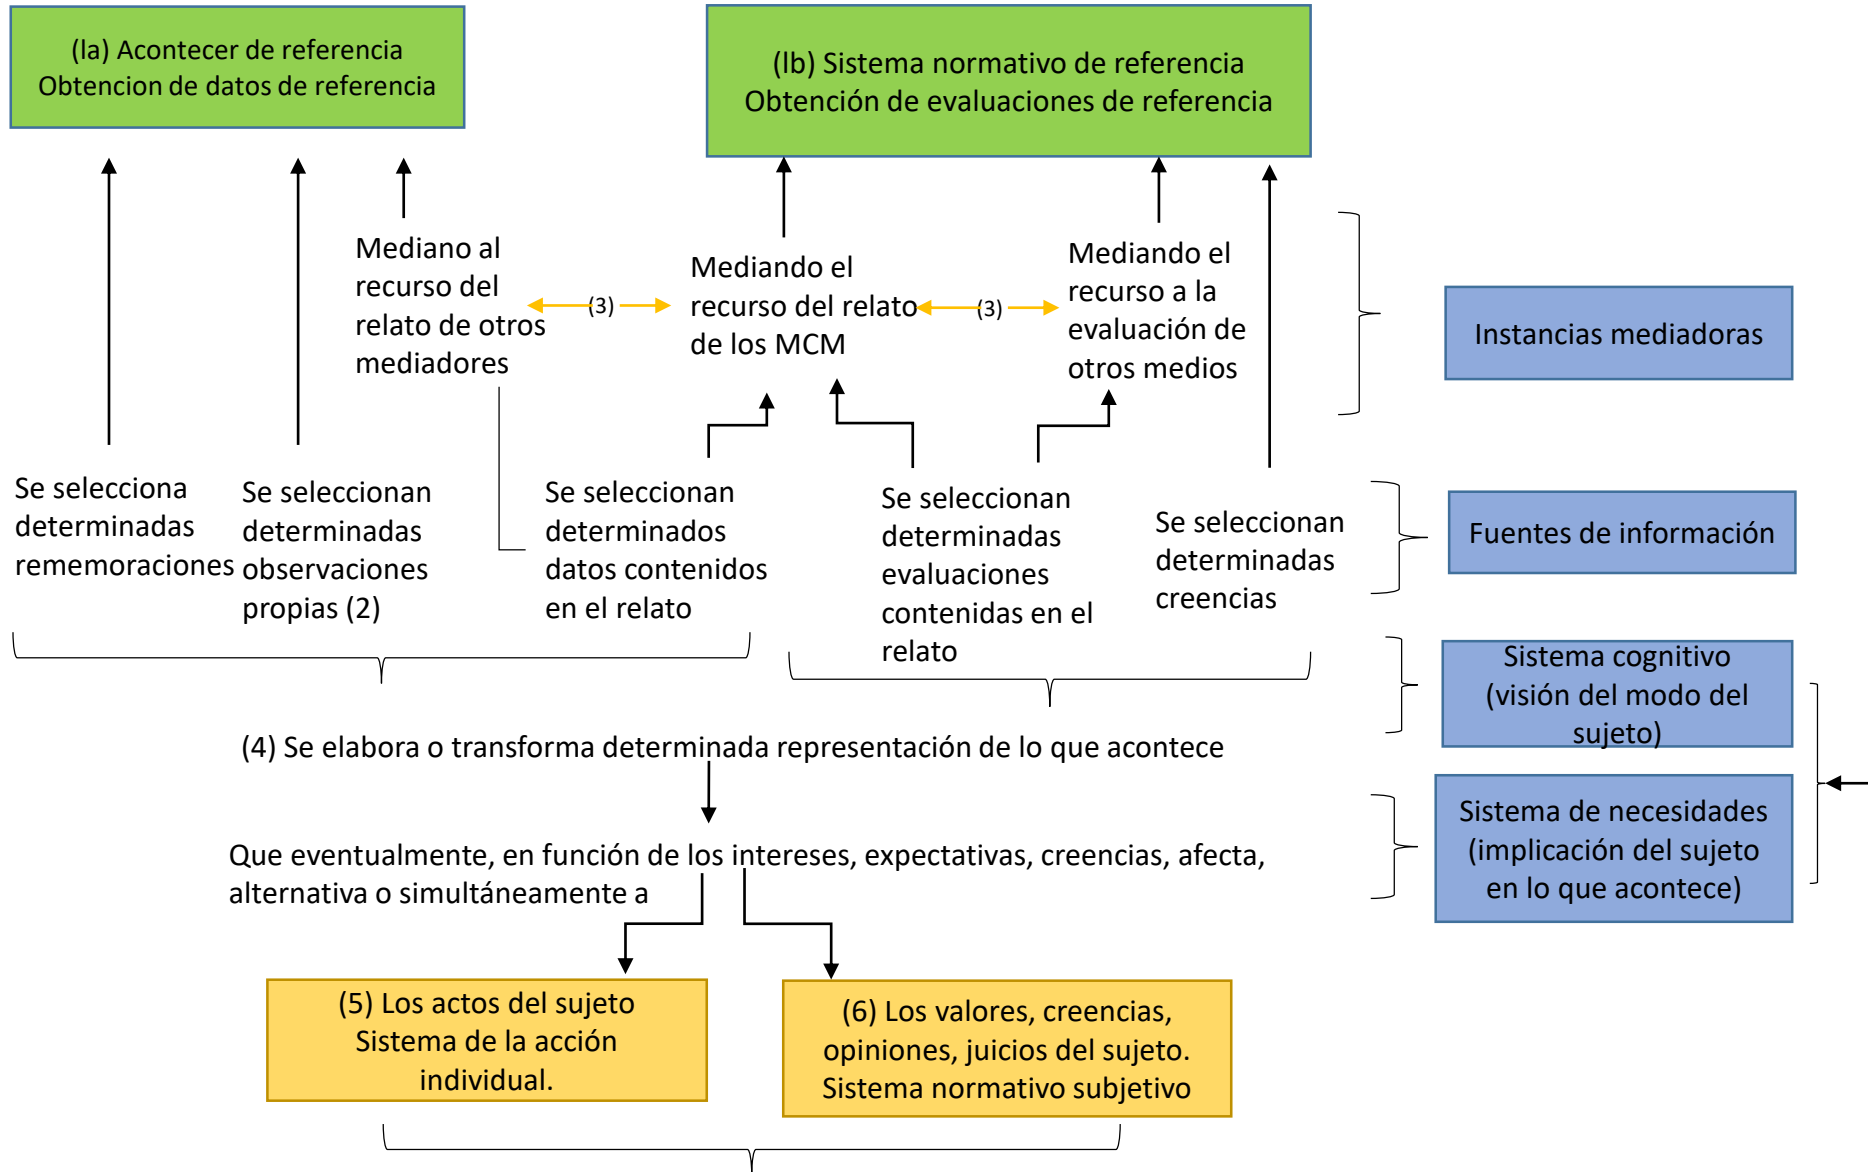 (la) Acontecer de referencia
Obtencion de datos de referencia
(lb) Sistema normativo de referencia
Obtención de evaluaciones de referencia
Mediano al
recurso del
relato de otros
mediadores
(3)
Mediando el
recurso del relato
de los MCM
(3)
Mediando el
recurso a la
evaluación de
otros medios
Instancias mediadoras
Se selecciona
determinadas
rememoraciones
Se seleccionan
determinadas
observaciones
propias (2)
Se seleccionan
determinados
datos contenidos
en el relato
Se seleccionan
determinadas
evaluaciones
contenidas en el
relato
Se seleccionan
determinadas
creencias
Fuentes de información
Sistema cognitivo
(visión del modo del
sujeto)
(4) Se elabora o transforma determinada representación de lo que acontece
Sistema de necesidades
(implicación del sujeto
en lo que acontece)
Que eventualmente, en función de los intereses, expectativas, creencias, afecta,
alternativa o simultáneamente a
(5) Los actos del sujeto
Sistema de la acción
individual.
(6) Los valores, creencias,
opiniones, juicios del sujeto.
Sistema normativo subjetivo